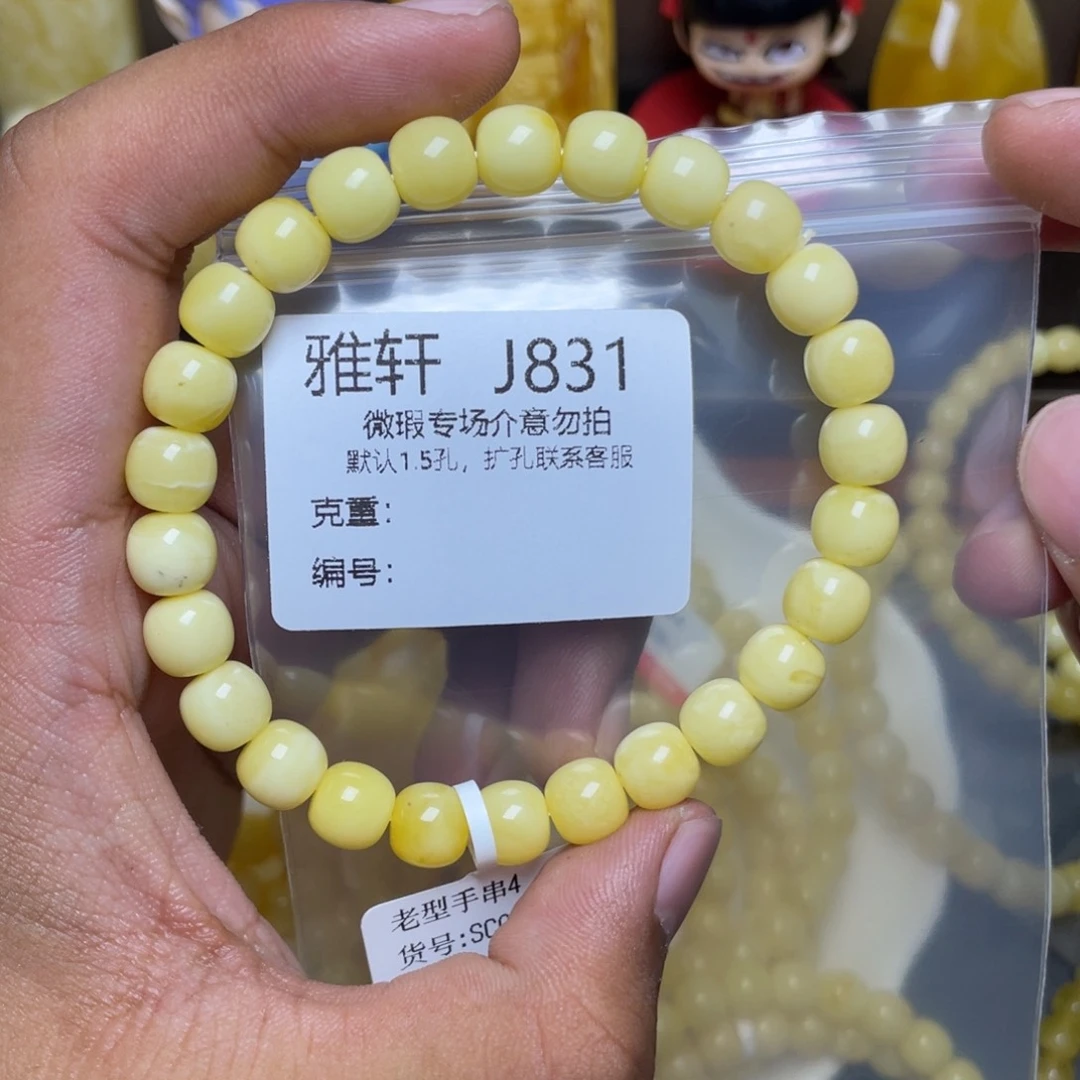 雅轩 J831
微瑕专场介意勿拍
默认1.5孔，扩孔联系客服
克重：
编号：
老型手串4
货号:SC